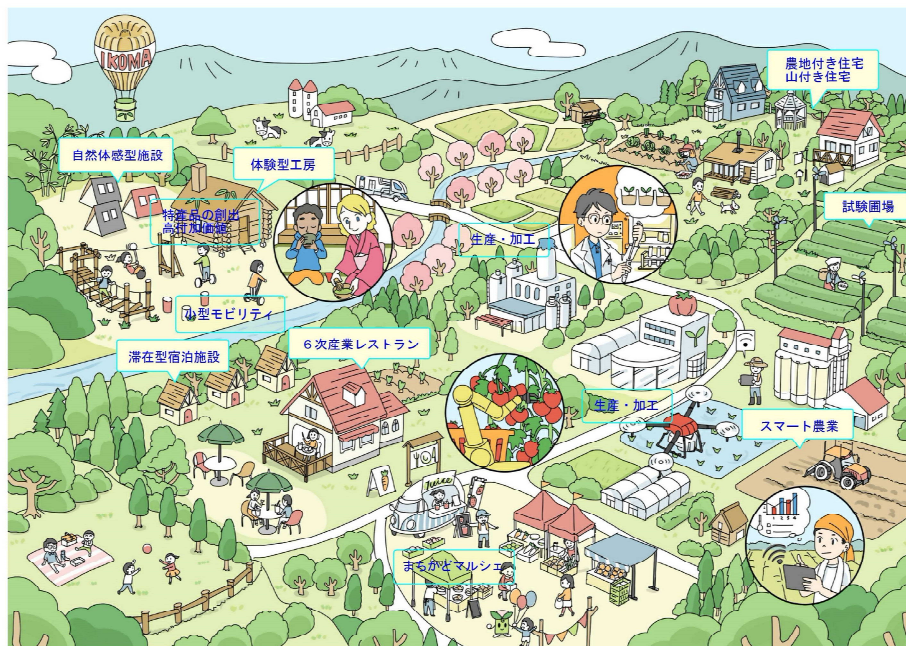 IKOMA
農地付き住宅
山付き住宅
自然体感型施設
体験型工房
特産品の創出
高付加価値
試験圃場
生産・加工
小型モビリティ
6次産業レストラン
滞在型宿泊施設
生産・加工
スマート農業
Juice
まちかどマルシェ
1 2 3 4